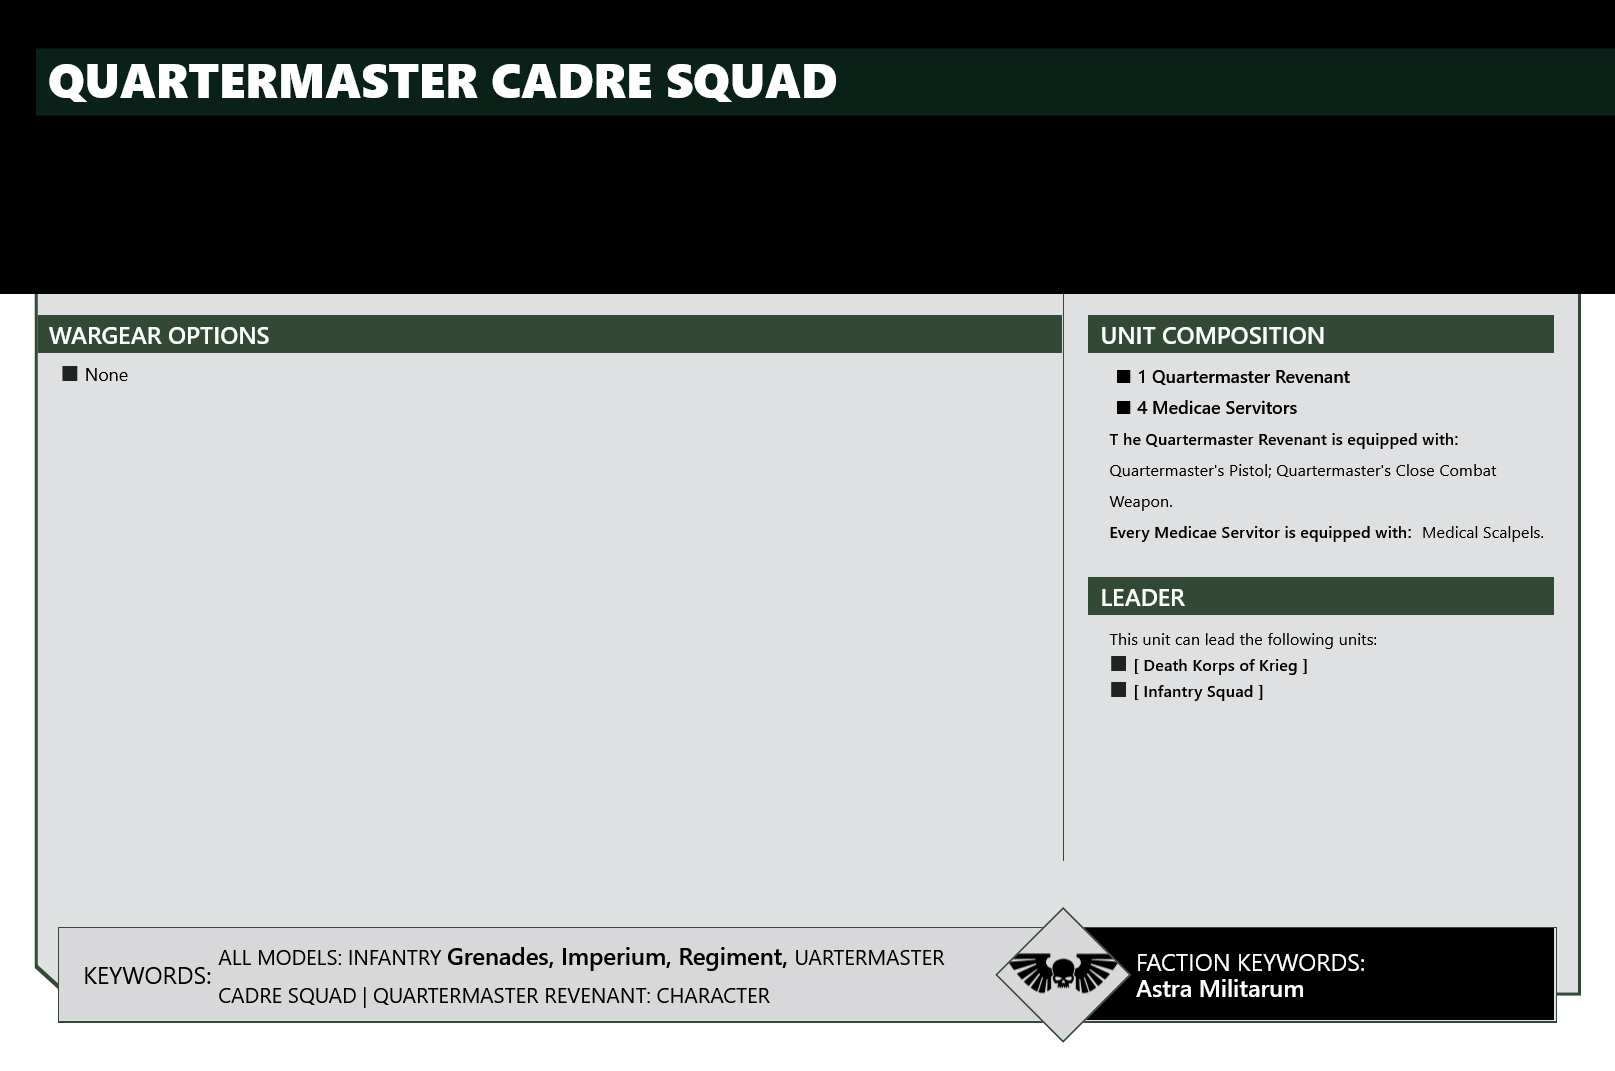 QUARTERMASTER CADRE SQUAD
WARGEAR OPTIONS
■ None
UNIT COMPOSITION
■ 1 Quartermaster Revenant
■ 4 Medicae Servitors
T he Quartermaster Revenant is equipped with:
Quartermaster's Pistol; Quartermaster's Close Combat
Weapon.
Every Medicae Servitor is equipped with: Medical Scalpels.
LEADER
This unit can lead the following units:
■ [ Death Korps of Krieg ]
■ [ Infantry Squad ]
KEYWORDS:
ALL MODELS: INFANTRY Grenades, Imperium, Regiment, UARTERMASTER
CADRE SQUAD | QUARTERMASTER REVENANT: CHARACTER
FACTION KEYWORDS:
Astra Militarum